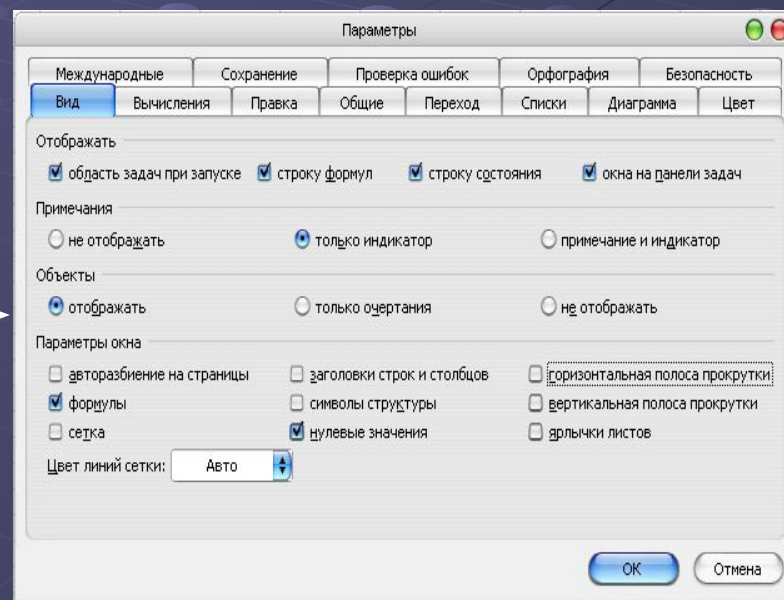 Параметры
Международные Сохранение Проверка ошибок Орфография Безопасность
Вид Вычисления Правка Общие Переход Списки Диаграмма Цвет
Отображать
область задач при запуске строку формул строку состояния окна на панели задач
Примечания
не отображать только индикатор примечание и индикатор
Объекты
отображать только очертания не отображать
Параметры окна
авторазбиение на страницы заголовки строк и столбцов горизонтальная полоса прокрутки
формулы символы структуры вертикальная полоса прокрутки
сетка нулевые значения ярлычки листов
Цвет линий сетки: Авто
ОК Отмена